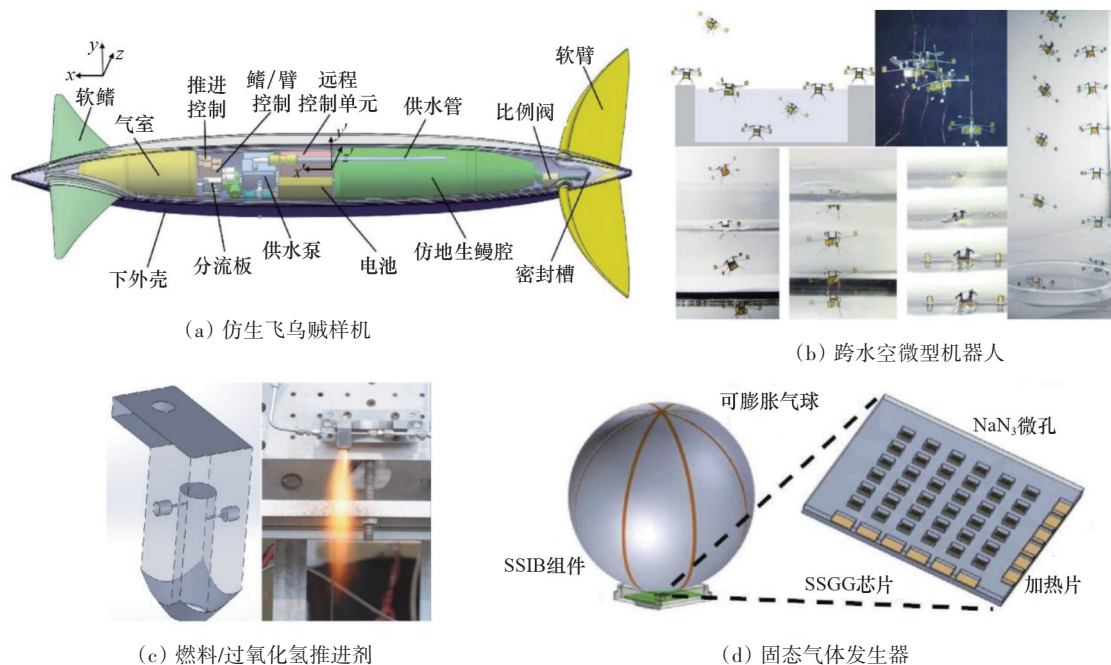 y
z
x
软鳍
气室
推进
控制
鳍/臂
控制
远程
控制单元
y'
供水管
软臂
比例阀
x'
下外壳
分流板
供水泵
电池
仿地生鳗腔
密封槽
(a) 仿生飞乌贼样机
(b) 跨水空微型机器人
可膨胀气球
NaN₃微孔
SSIB组件
SSGG芯片
加热片
(c) 燃料/过氧化氢推进剂
(d) 固态气体发生器